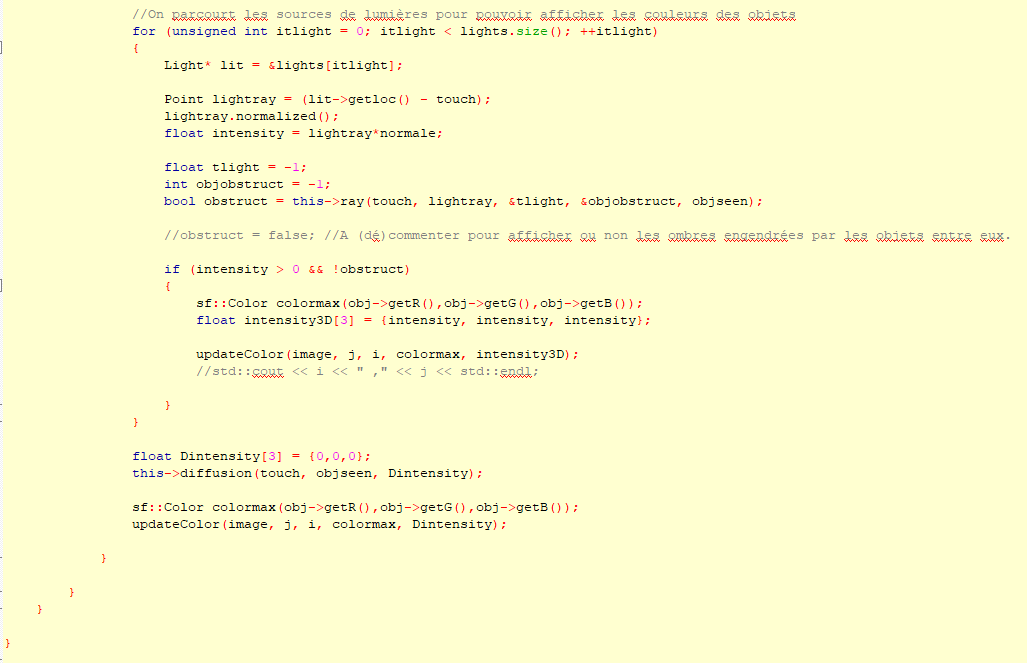 //On parcourt les sources de lumières pour pouvoir afficher les couleurs des objets
for (unsigned int itlight = 0; itlight < lights.size(); ++itlight)
{
Light* lit = &lights[itlight];
Point lightray = (lit->getloc() - touch);
lightray.normalized();
float intensity = lightray*normale;
float tlight = -1;
int objobstruct = -1;
bool obstruct = this->ray(touch, lightray, &tlight, &objobstruct, objseen);
//obstruct = false; //A (dé)commenter pour afficher ou non les ombres engendrées par les objets entre eux.
if (intensity > 0 && !obstruct)
{
sf::Color colormax(obj->getR(),obj->getG(),obj->getB());
float intensity3D[3] = {intensity, intensity, intensity};
updateColor(image, j, i, colormax, intensity3D);
//std::cout << i << " ," << j << std::endl;
}
}
float Dintensity[3] = {0,0,0};
this->diffusion(touch, objseen, Dintensity);
sf::Color colormax(obj->getR(),obj->getG(),obj->getB());
updateColor(image, j, i, colormax, Dintensity);
}
}
}
}